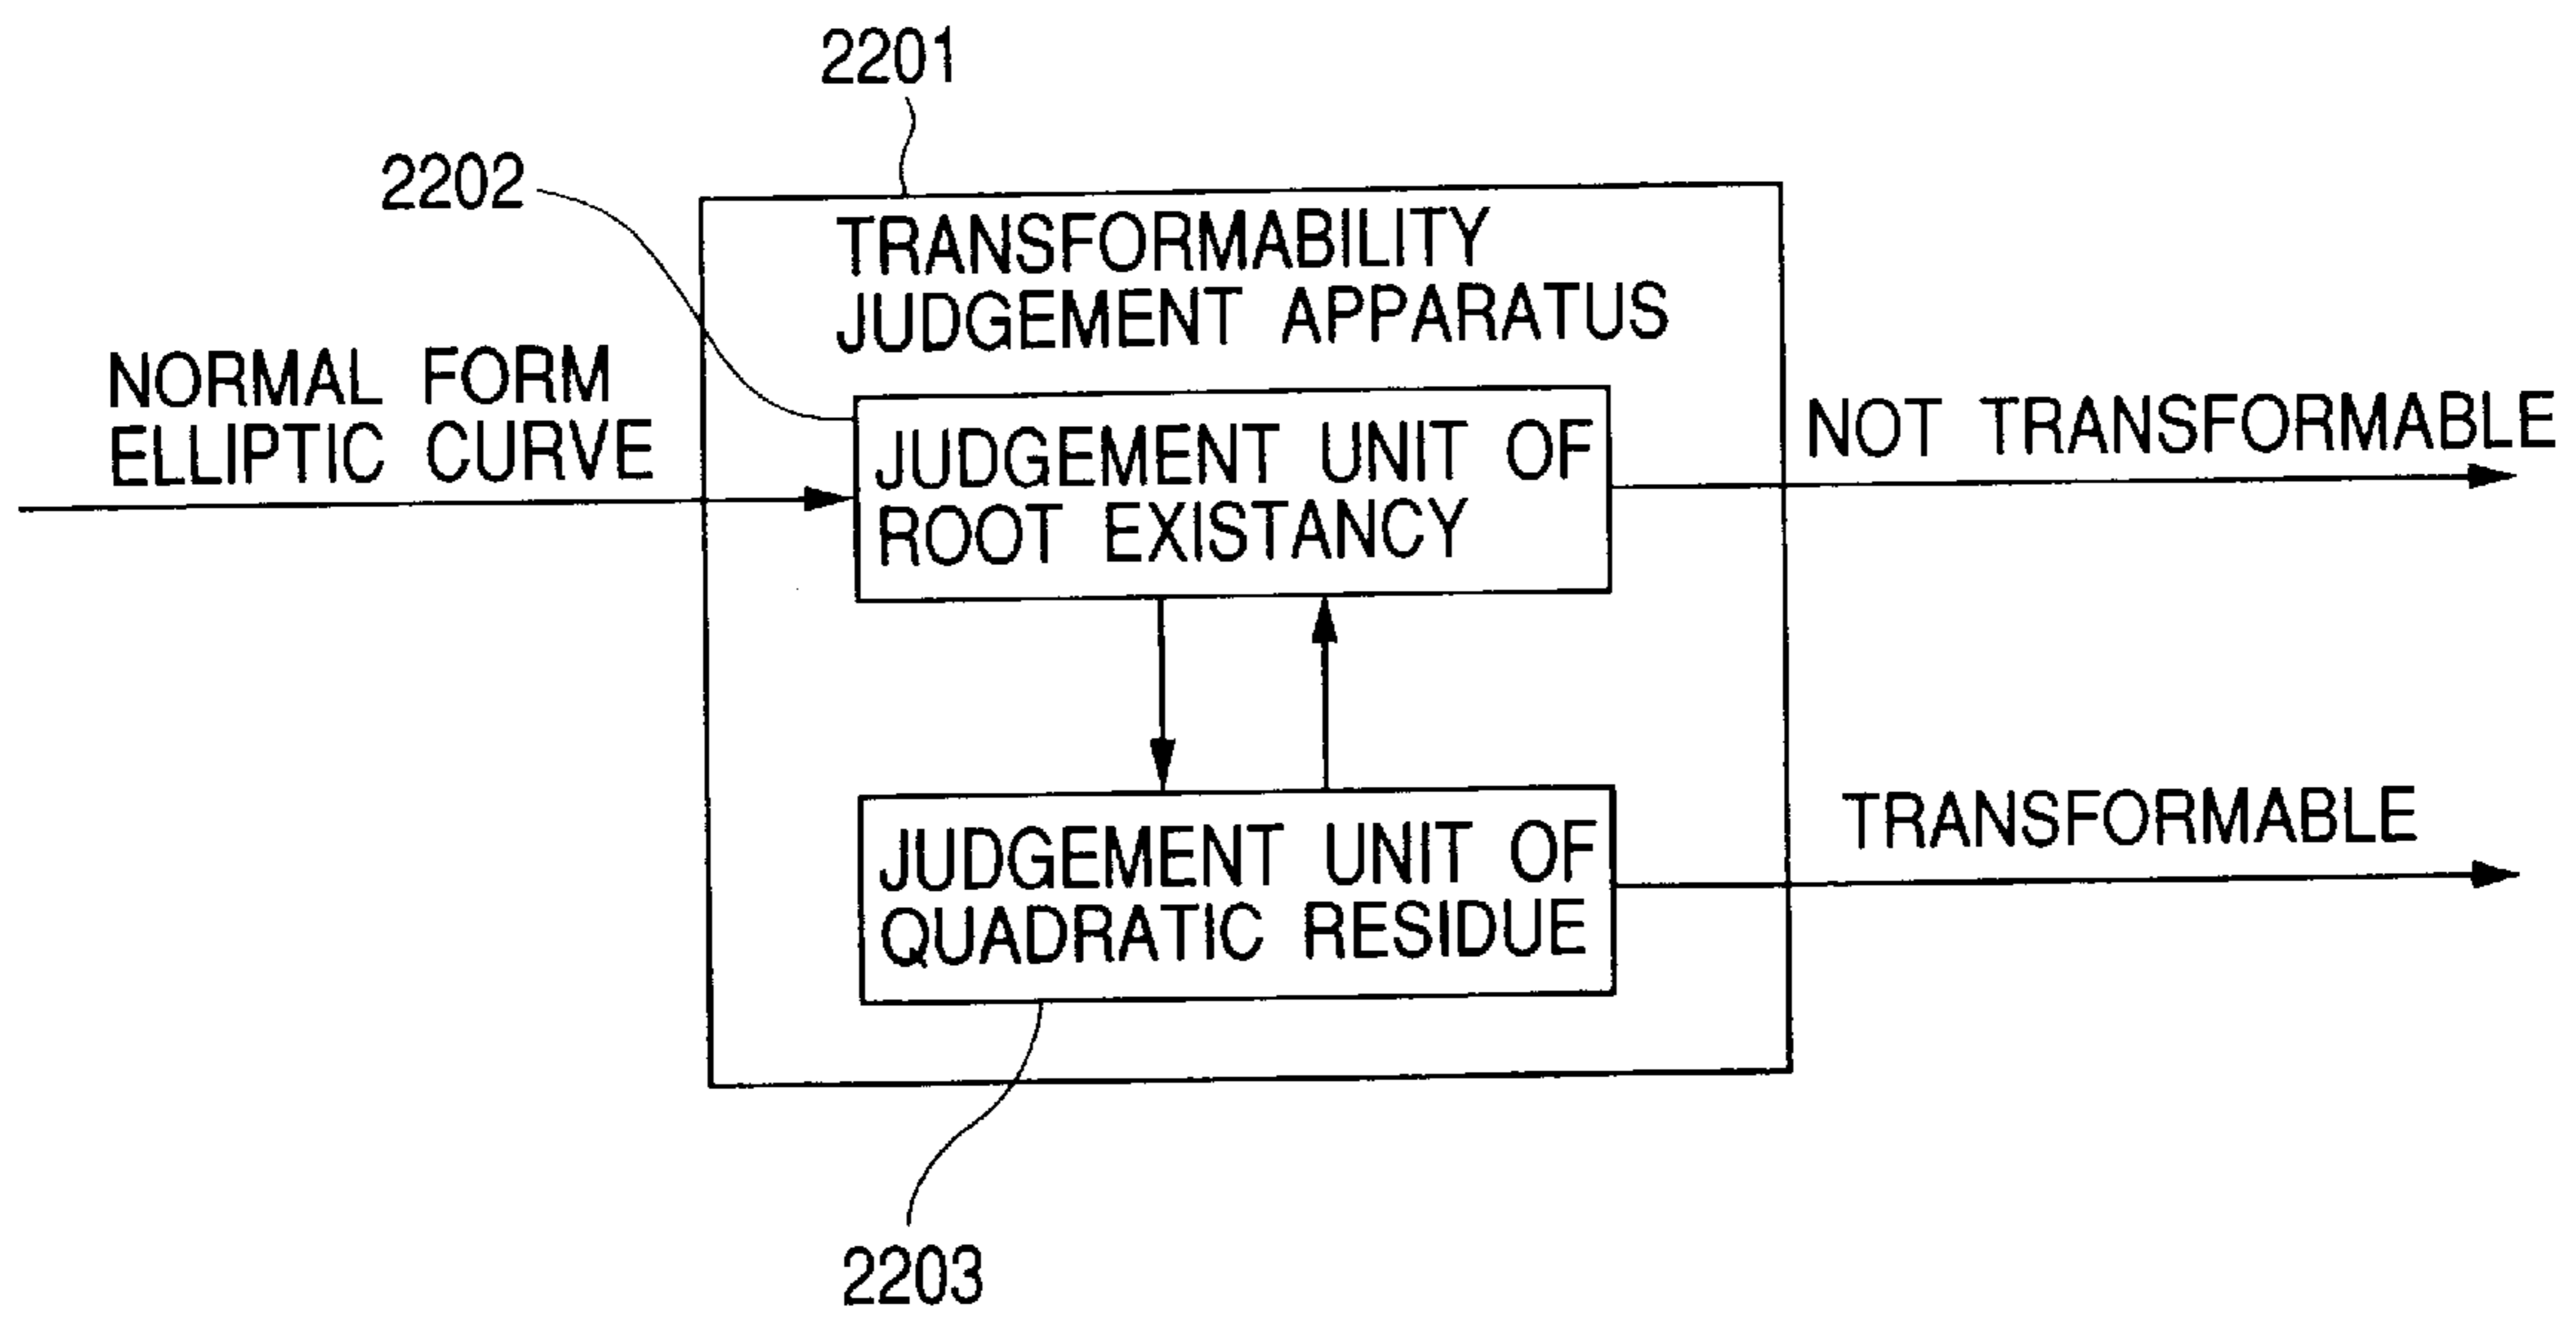 2201
2202
TRANSFORMABILITY
JUDGEMENT APPARATUS
NORMAL FORM
ELLIPTIC CURVE
JUDGEMENT UNIT OF
ROOT EXISTANCY
NOT TRANSFORMABLE
JUDGEMENT UNIT OF
QUADRATIC RESIDUE
TRANSFORMABLE
2203